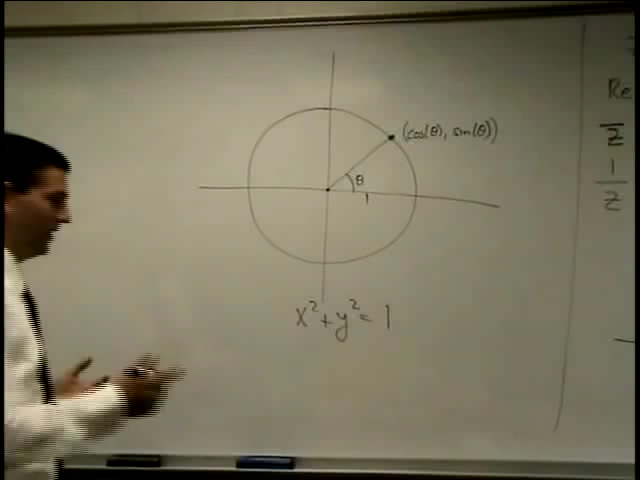 (cos(θ), sin(θ))
θ
1
x²+y²=1
Re
z̅
1
z